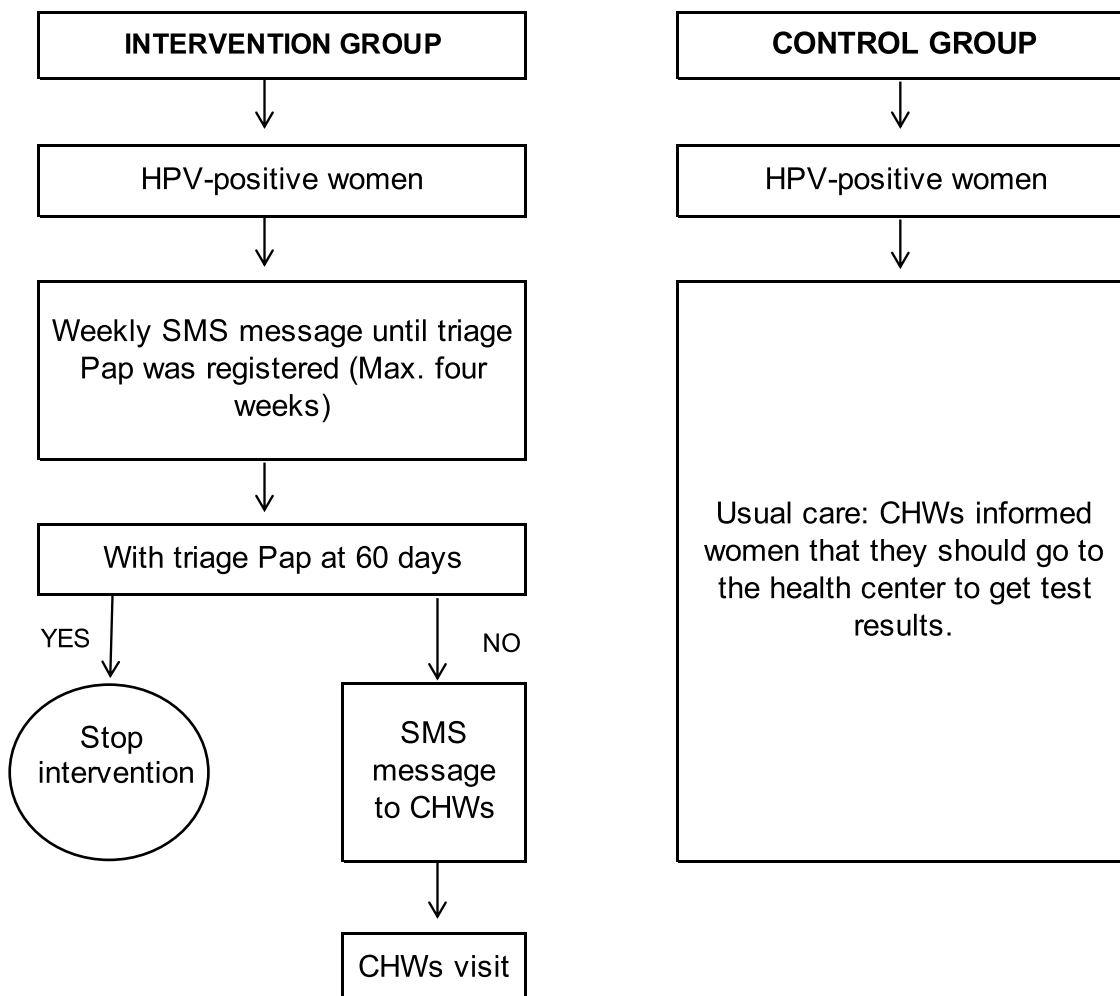 INTERVENTION GROUP
HPV-positive women
Weekly SMS message until triage
Pap was registered (Max. four
weeks)
With triage Pap at 60 days
YES
NO
Stop
intervention
SMS
message
to CHWs
CHWs visit
CONTROL GROUP
HPV-positive women
Usual care: CHWs informed
women that they should go to
the health center to get test
results.